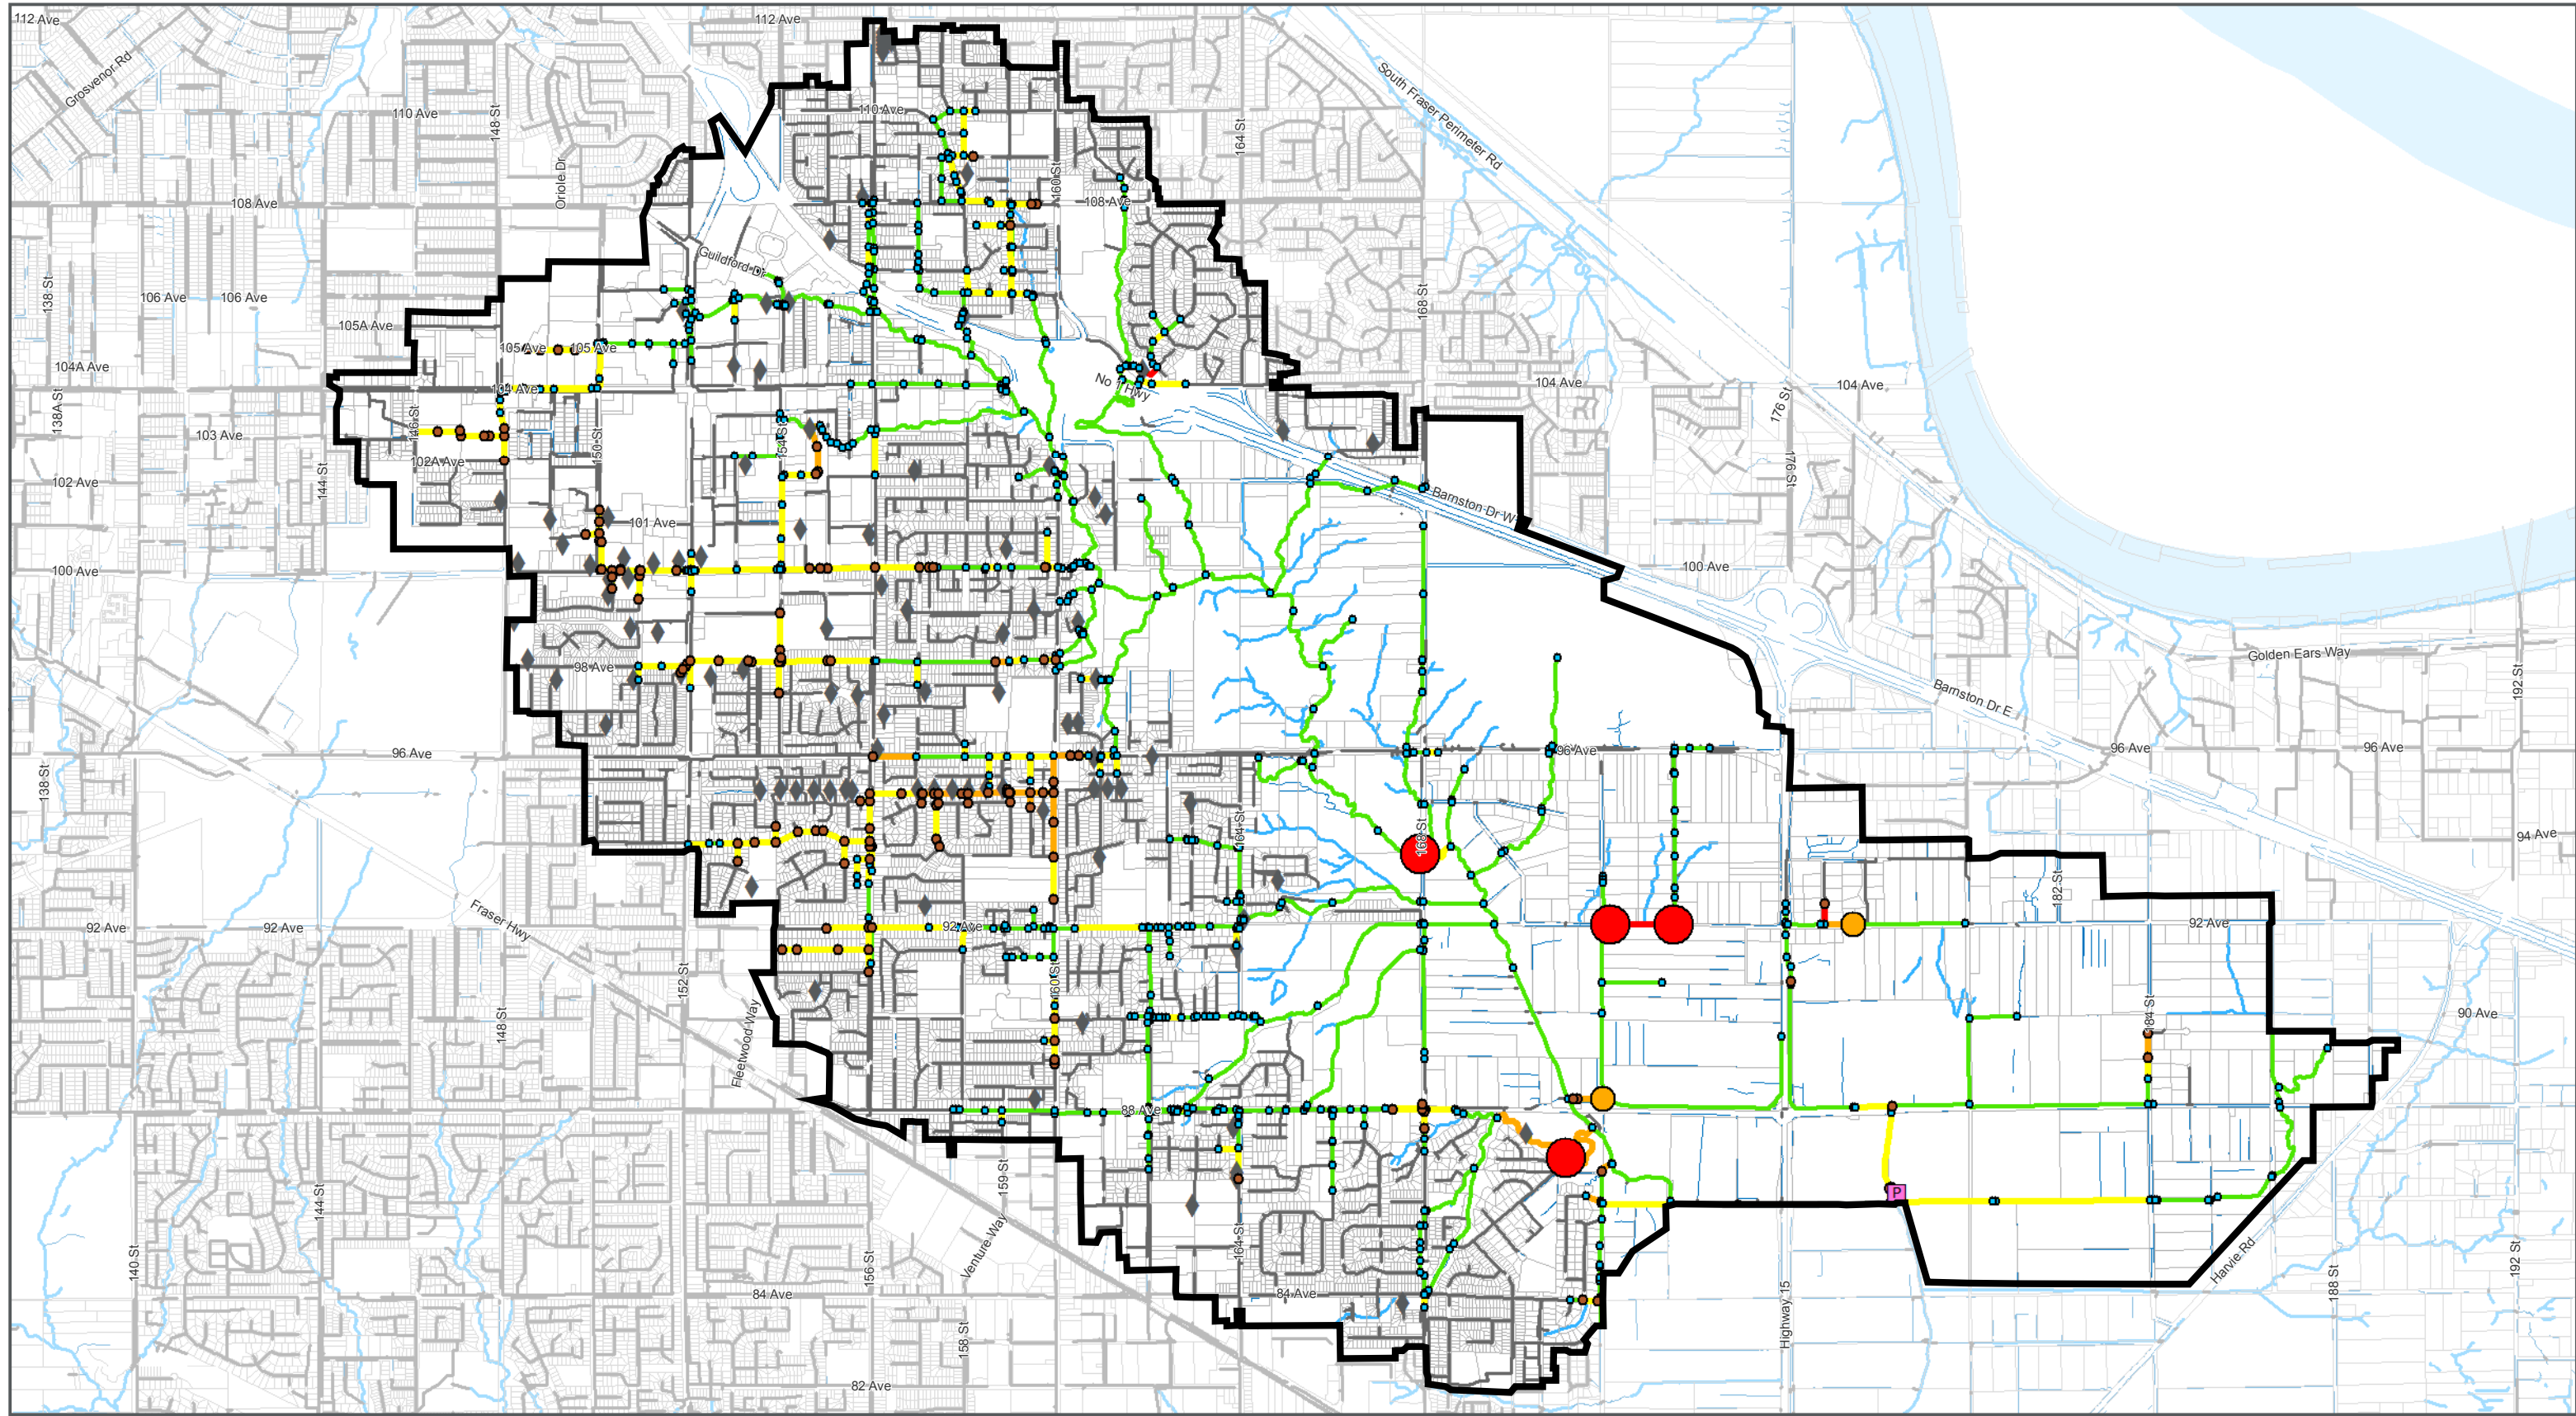 112 Ave
112 Ave
Grosvenor Rd
South Fraser Perimeter Rd
110 Ave
148 St
110 Ave
164 St
Oriole Dr
160 St
108 Ave
108 Ave
Guildford Dr
138 St
106 Ave
106 Ave
168 St
105A Ave
105 Ave
105 Ave
104A Ave
104 Ave
No 1 Hwy
104 Ave
104 Ave
138A St
146 St
103 Ave
150 St
154 St
176 St
102A Ave
144 St
102 Ave
176 St
Barnston Dr W
101 Ave
100 Ave
100 Ave
98 Ave
Golden Ears Way
192 St
Barnston Dr E
96 Ave
96 Ave
96 Ave
96 Ave
138 St
164 St
168 St
94 Ave
182 St
Fraser Hwy
92 Ave
92 Ave
92 Ave
92 Ave
152 St
160 St
148 St
184 St
90 Ave
Fleetwood Way
88 Ave
159 St
P
144 St
140 St
156 St
Venture Way
164 St
Harvie Rd
188 St
192 St
84 Ave
84 Ave
Highway 15
158 St
82 Ave